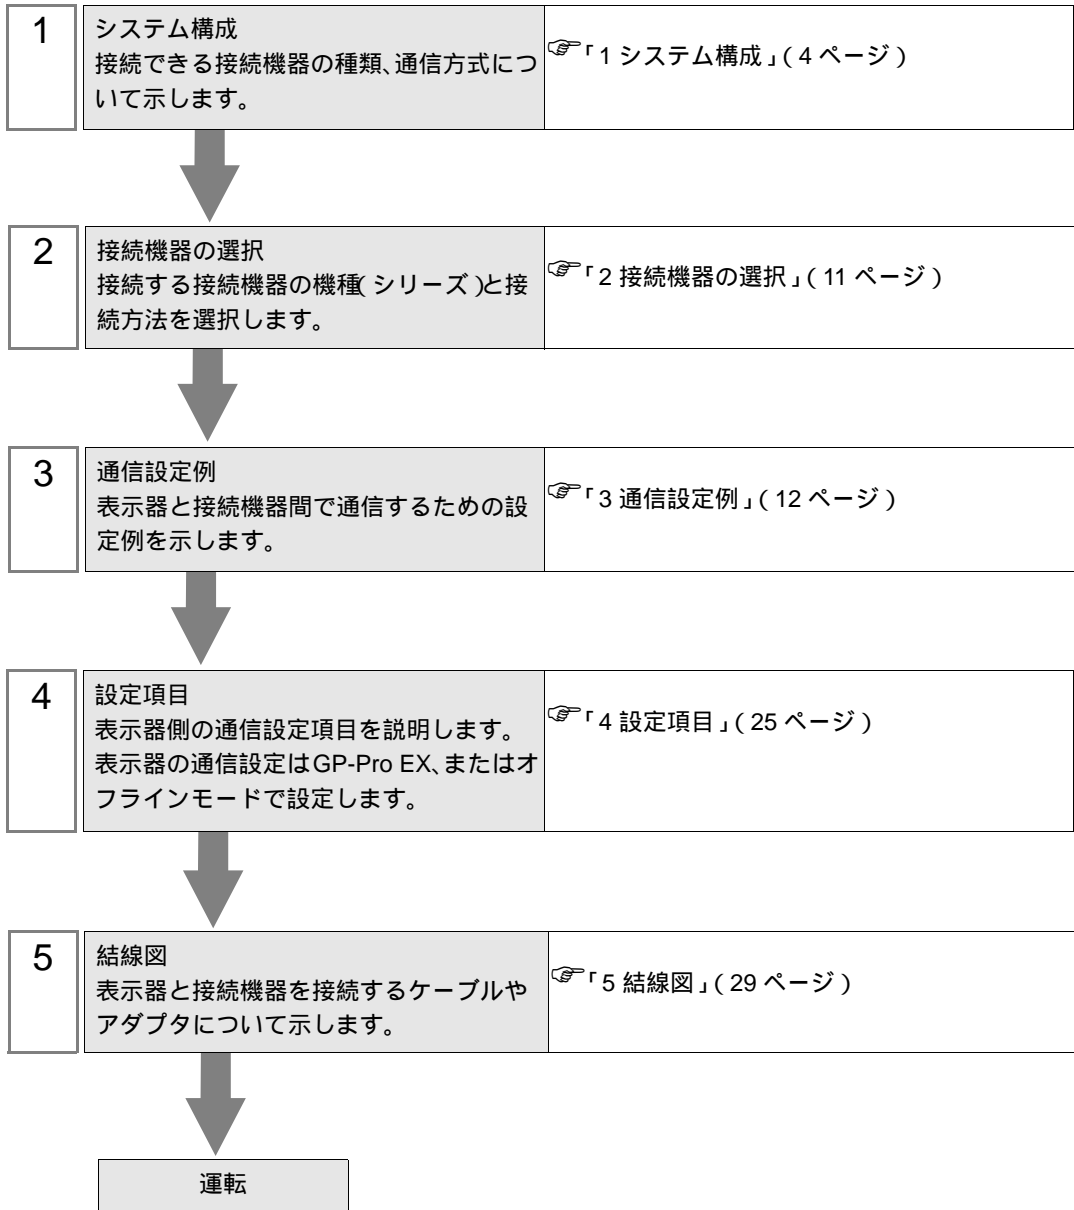 1
システム構成
接続できる接続機器の種類、通信方式につ
いて示します。
☞「1 システム構成」( 4 ページ )
2
接続機器の選択
接続する接続機器の機種( シリーズ )と接
続方法を選択します。
☞「2 接続機器の選択」( 11 ページ )
3
通信設定例
表示器と接続機器間で通信するための設
定例を示します。
☞「3 通信設定例」( 12 ページ )
4
設定項目
表示器側の通信設定項目を説明します。
表示器の通信設定はGP-Pro EX、またはオ
フラインモードで設定します。
☞「4 設定項目」( 25 ページ )
5
結線図
表示器と接続機器を接続するケーブルや
アダプタについて示します。
☞「5 結線図」( 29 ページ )
運転